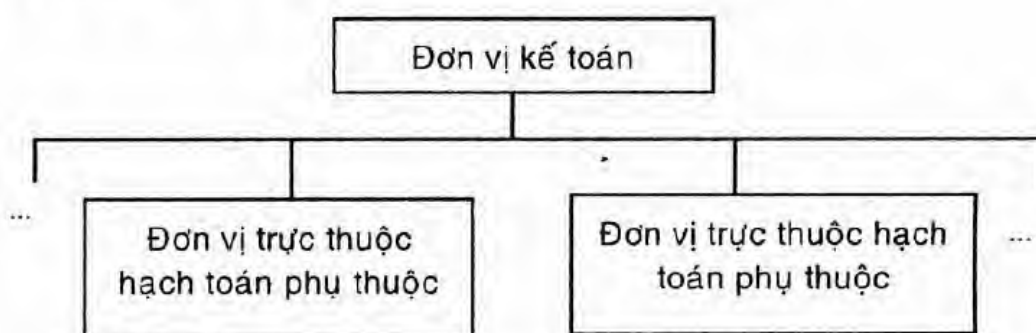 Đơn vị kế toán
...
Đơn vị trực thuộc
hạch toán phụ thuộc
Đơn vị trực thuộc hạch
toán phụ thuộc
...